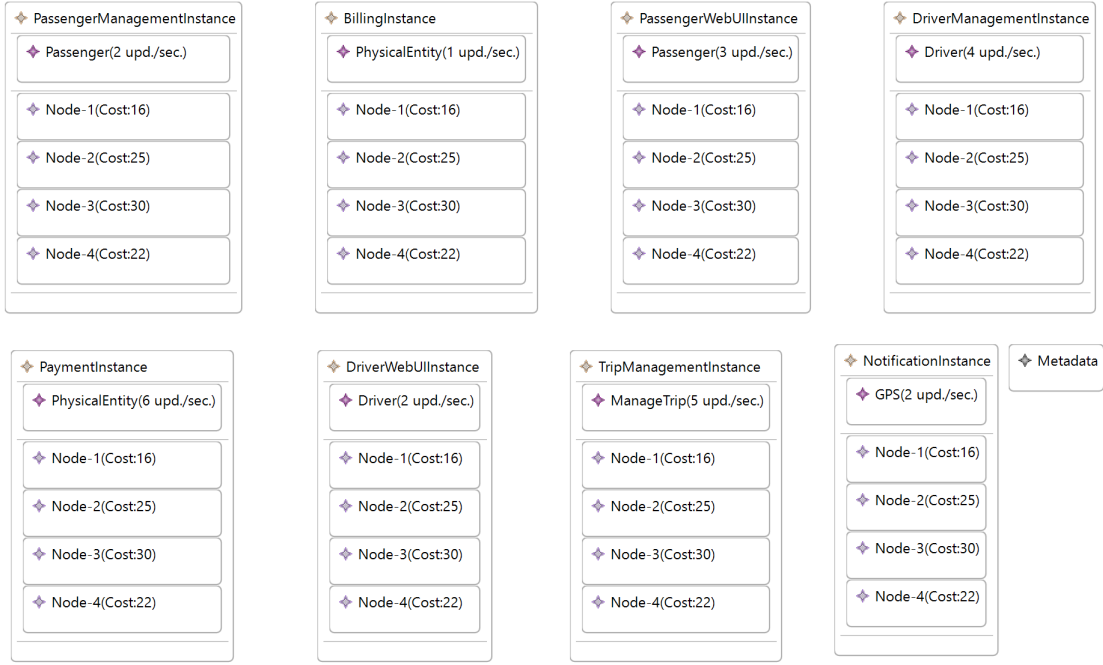 PassengerManagementInstance
Passenger(2 upd./sec.)
Node-1(Cost:16)
Node-2(Cost:25)
Node-3(Cost:30)
Node-4(Cost:22)
BillingInstance
PhysicalEntity(1 upd./sec.)
Node-1(Cost:16)
Node-2(Cost:25)
Node-3(Cost:30)
Node-4(Cost:22)
PassengerWebUIInstance
Passenger(3 upd./sec.)
Node-1(Cost:16)
Node-2(Cost:25)
Node-3(Cost:30)
Node-4(Cost:22)
DriverManagementInstance
Driver(4 upd./sec.)
Node-1(Cost:16)
Node-2(Cost:25)
Node-3(Cost:30)
Node-4(Cost:22)
PaymentInstance
PhysicalEntity(6 upd./sec.)
Node-1(Cost:16)
Node-2(Cost:25)
Node-3(Cost:30)
Node-4(Cost:22)
DriverWebUIInstance
Driver(2 upd./sec.)
Node-1(Cost:16)
Node-2(Cost:25)
Node-3(Cost:30)
Node-4(Cost:22)
TripManagementInstance
ManageTrip(5 upd./sec.)
Node-1(Cost:16)
Node-2(Cost:25)
Node-3(Cost:30)
Node-4(Cost:22)
NotificationInstance
GPS(2 upd./sec.)
Node-1(Cost:16)
Node-2(Cost:25)
Node-3(Cost:30)
Node-4(Cost:22)
Metadata